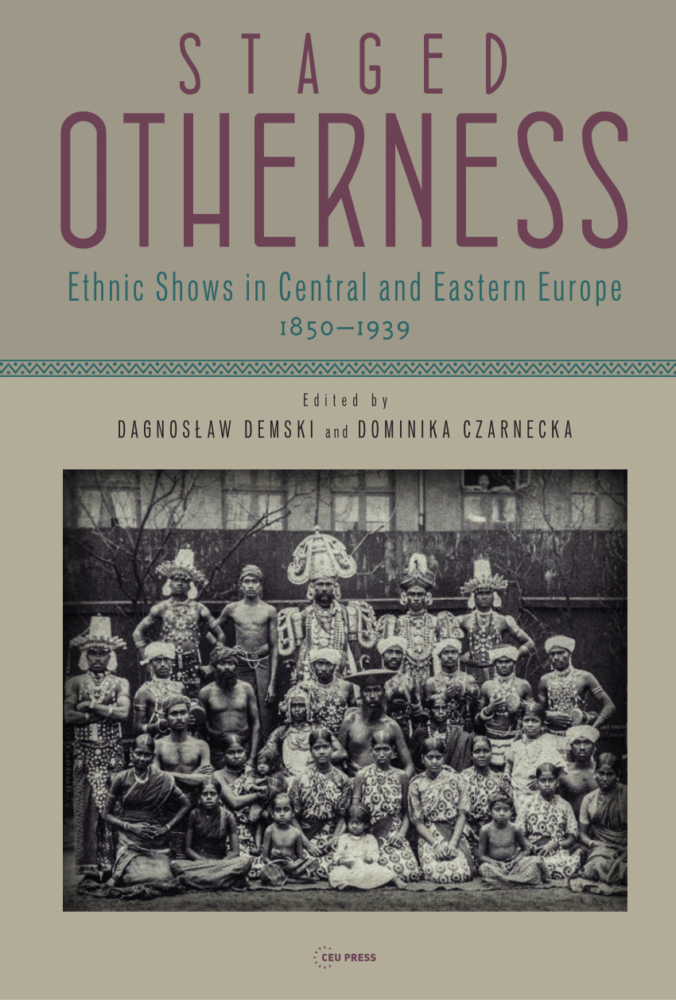 STAGED
OTHERNESS
Ethnic Shows in Central and Eastern Europe
1850—1939
Edited by
DAGNOSŁAW DEMSKI and DOMINIKA CZARNECKA
CEU PRESS